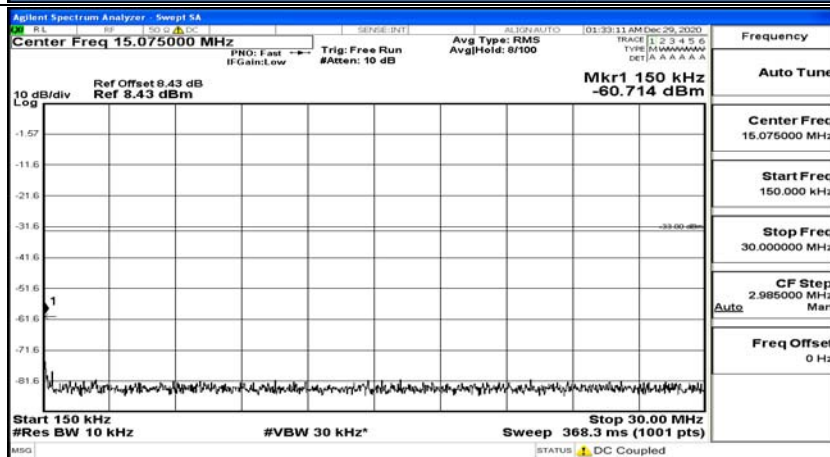 Agilent Spectrum Analyzer - Swept SA
RL RF 50 Ω DC SENSE:INT ALIGN AUTO 01:33:11 AM Dec 29, 2020
Center Freq 15.075000 MHz
PNO: Fast
IFGain:Low
Trig: Free Run
#Atten: 10 dB
Avg Type: RMS
Avg|Hold: 8/100
TRACE 1 2 3 4 5 6
TYPE M WWWWW
DET A A A A A A
Frequency
Auto Tune
Mkr1 150 kHz
-60.714 dBm
Ref Offset 8.43 dB
10 dB/div Ref 8.43 dBm
Log
-1.57
-11.6
-21.6
-31.6
-33.00 dBm
-41.6
-51.6
1
-61.6
-71.6
-81.6
Center Freq
15.075000 MHz
Start Freq
150.000 kHz
Stop Freq
30.000000 MHz
CF Step
2.985000 MHz
Auto Man
Freq Offset
0 Hz
Start 150 kHz Stop 30.00 MHz
#Res BW 10 kHz #VBW 30 kHz* Sweep 368.3 ms (1001 pts)
MSG STATUS DC Coupled